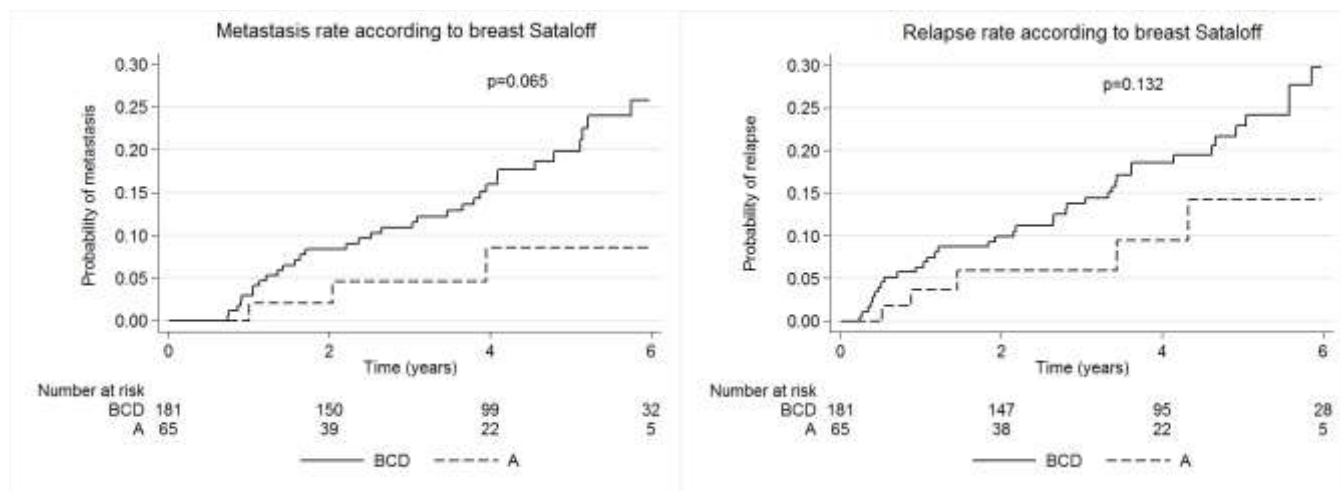 Metastasis rate according to breast Sataloff
p=0.065
Probability of metastasis
0.30
0.25
0.20
0.15
0.10
0.05
0.00
0 2 4 6
Time (years)
Number at risk
BCD 181 150 99 32
A 65 39 22 5
BCD A
Relapse rate according to breast Sataloff
p=0.132
Probability of relapse
0.30
0.25
0.20
0.15
0.10
0.05
0.00
0 2 4 6
Time (years)
Number at risk
BCD 181 147 95 28
A 65 38 22 5
BCD A